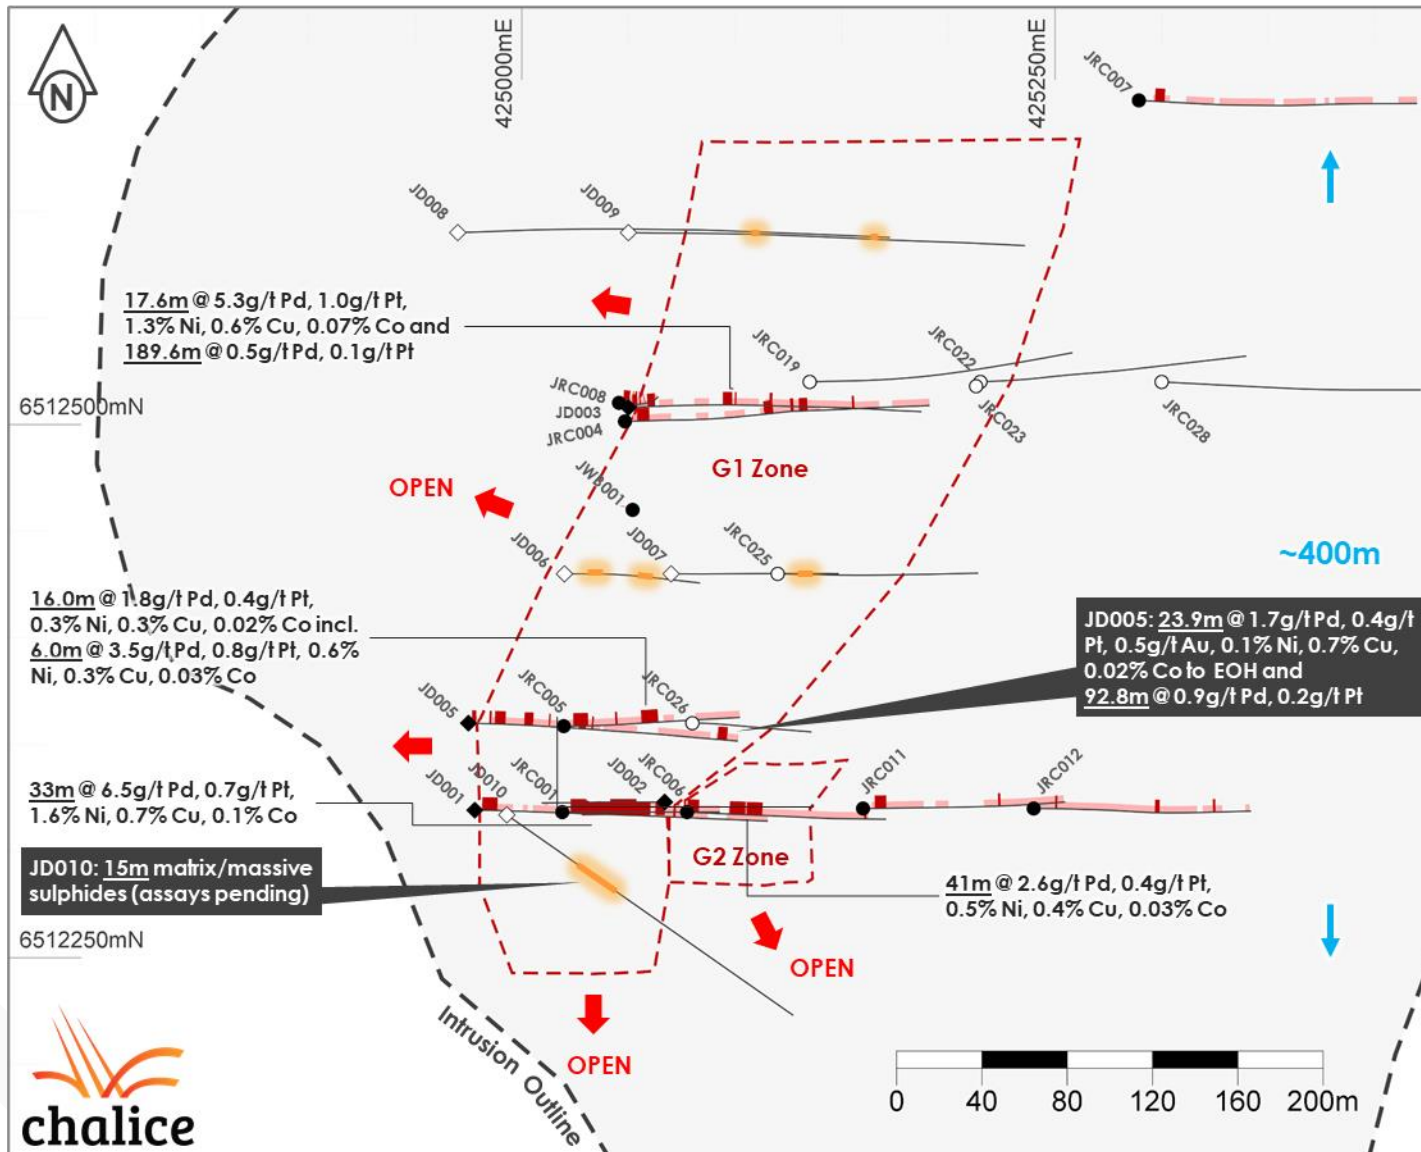 N
425000mE
425250mE
JRC007
JD008
JD009
17.6m @ 5.3g/t Pd, 1.0g/t Pt,
1.3% Ni, 0.6% Cu, 0.07% Co and
189.6m @ 0.5g/t Pd, 0.1g/t Pt
JRC019
JRC022
JRC008
JD003
JRC004
JRC023
JRC028
6512500mN
G1 Zone
OPEN
JWB001
JD006
JD007
JRC025
~400m
16.0m @ 1.8g/t Pd, 0.4g/t Pt,
0.3% Ni, 0.3% Cu, 0.02% Co incl.
6.0m @ 3.5g/t Pd, 0.8g/t Pt, 0.6%
Ni, 0.3% Cu, 0.03% Co
JD005: 23.9m @ 1.7g/t Pd, 0.4g/t
Pt, 0.5g/t Au, 0.1% Ni, 0.7% Cu,
0.02% Co to EOH and
92.8m @ 0.9g/t Pd, 0.2g/t Pt
JD005
JRC005
JRC026
JD001
JD010
JRC001
JD002
JRC006
JRC011
JRC012
33m @ 6.5g/t Pd, 0.7g/t Pt,
1.6% Ni, 0.7% Cu, 0.1% Co
G2 Zone
JD010: 15m matrix/massive
sulphides (assays pending)
41m @ 2.6g/t Pd, 0.4g/t Pt,
0.5% Ni, 0.4% Cu, 0.03% Co
6512250mN
OPEN
OPEN
Intrusion Outline
chalice
0 40 80 120 160 200m